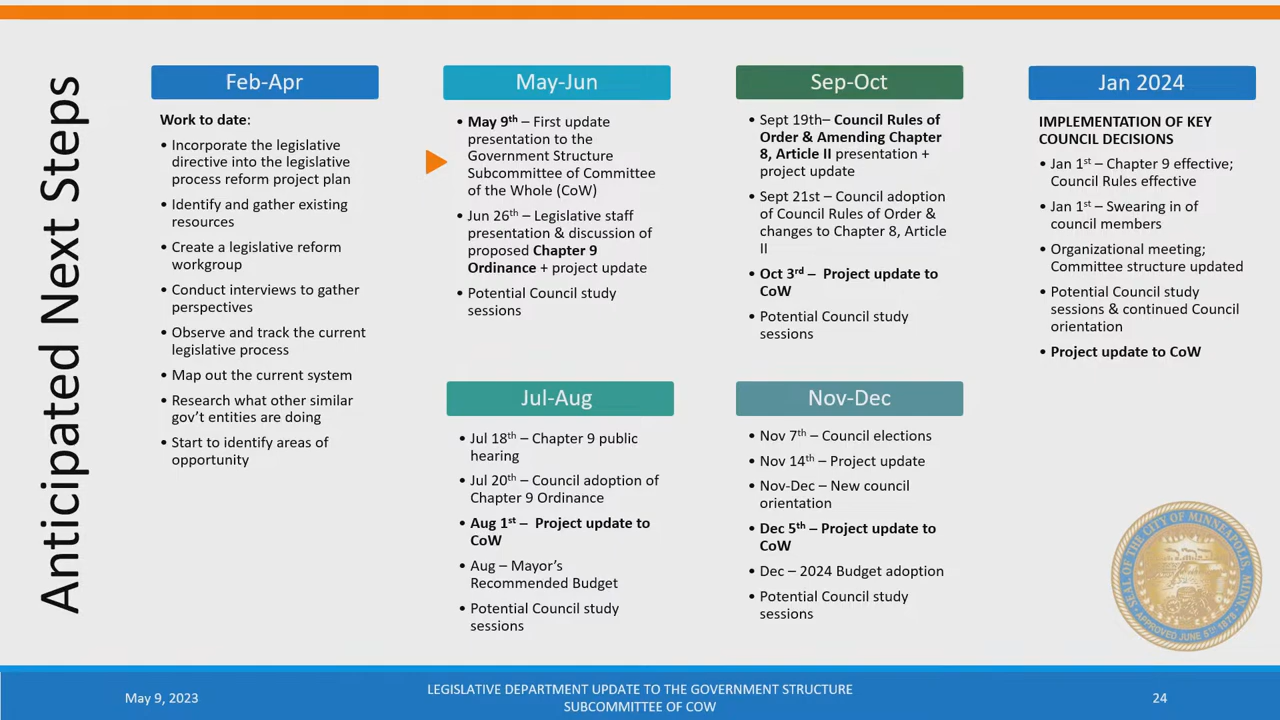 Anticipated Next Steps
Feb-Apr
Work to date:
• Incorporate the legislative
directive into the legislative
process reform project plan
• Identify and gather existing
resources
• Create a legislative reform
workgroup
• Conduct interviews to gather
perspectives
• Observe and track the current
legislative process
• Map out the current system
• Research what other similar
gov't entities are doing
• Start to identify areas of
opportunity
May-Jun
• May 9th – First update
presentation to the
Government Structure
Subcommittee of Committee
of the Whole (CoW)
• Jun 26th – Legislative staff
presentation & discussion of
proposed Chapter 9
Ordinance + project update
• Potential Council study
sessions
Jul-Aug
• Jul 18th – Chapter 9 public
hearing
• Jul 20th – Council adoption of
Chapter 9 Ordinance
• Aug 1st – Project update to
CoW
• Aug – Mayor's
Recommended Budget
• Potential Council study
sessions
Sep-Oct
• Sept 19th– Council Rules of
Order & Amending Chapter
8, Article II presentation +
project update
• Sept 21st – Council adoption
of Council Rules of Order &
changes to Chapter 8, Article
II
• Oct 3rd – Project update to
CoW
• Potential Council study
sessions
Nov-Dec
• Nov 7th – Council elections
• Nov 14th – Project update
• Nov-Dec – New council
orientation
• Dec 5th – Project update to
CoW
• Dec – 2024 Budget adoption
• Potential Council study
sessions
Jan 2024
IMPLEMENTATION OF KEY
COUNCIL DECISIONS
• Jan 1st – Chapter 9 effective;
Council Rules effective
• Jan 1st – Swearing in of
council members
• Organizational meeting;
Committee structure updated
• Potential Council study
sessions & continued Council
orientation
• Project update to CoW
SEAL OF THE CITY OF MINNEAPOLIS, MINN.
APPROVED JUNE 5TH 1878
May 9, 2023
LEGISLATIVE DEPARTMENT UPDATE TO THE GOVERNMENT STRUCTURE
SUBCOMMITTEE OF COW
24